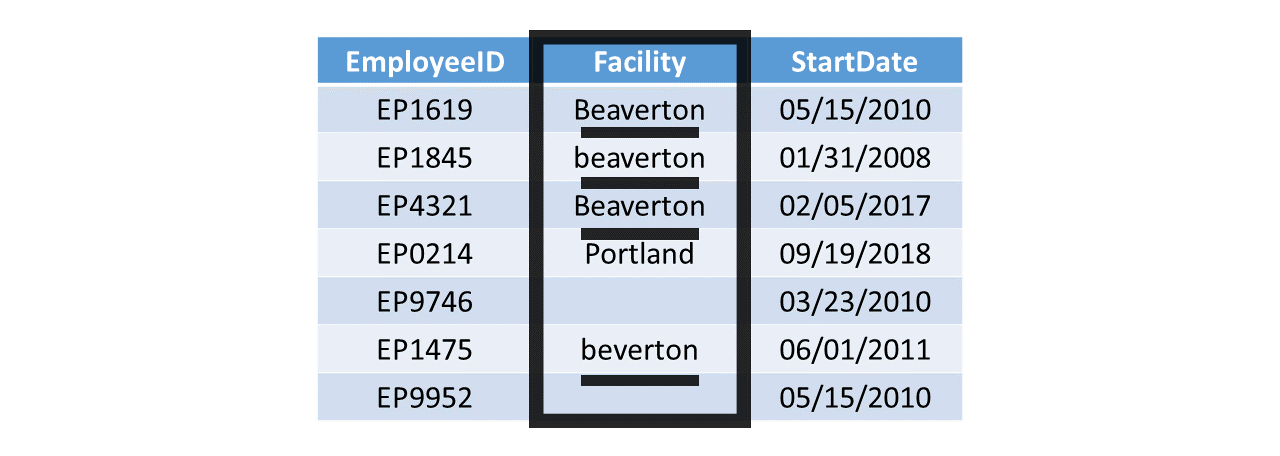 EmployeeID Facility StartDate
EP1619 Beaverton 05/15/2010
EP1845 beaverton 01/31/2008
EP4321 Beaverton 02/05/2017
EP0214 Portland 09/19/2018
EP9746 03/23/2010
EP1475 beverton 06/01/2011
EP9952 05/15/2010